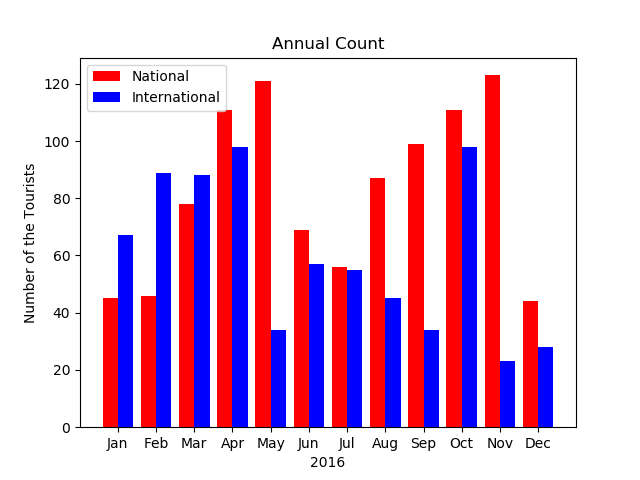 Annual Count
National
International
Number of the Tourists
120
100
80
60
40
20
0
Jan Feb Mar Apr May Jun Jul Aug Sep Oct Nov Dec
2016